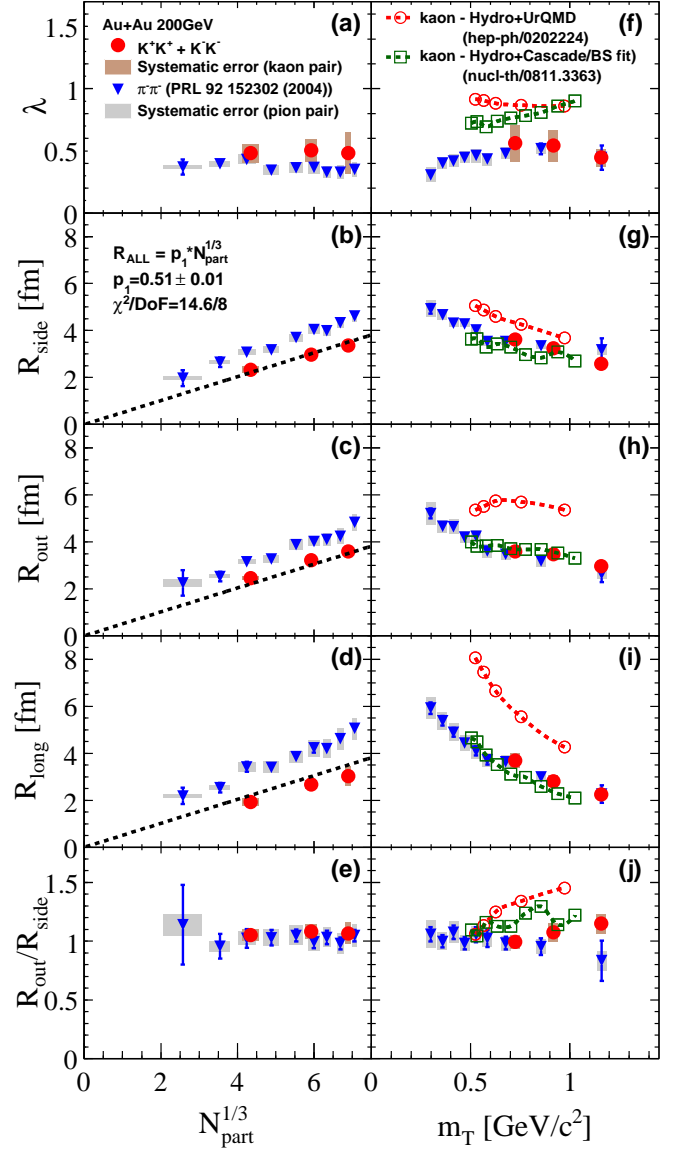 Au+Au 200GeV
K⁺K⁺ + K⁻K⁻
Systematic error (kaon pair)
π⁻π⁻ (PRL 92 152302 (2004))
Systematic error (pion pair)
(a)
(f)
kaon - Hydro+UrQMD
(hep-ph/0202224)
kaon - Hydro+Cascade/BS fit)
(nucl-th/0811.3363)
λ
1
0.5
0
(b)
(g)
R_ALL = p₁*N_part^1/3
p₁=0.51 ± 0.01
χ²/DoF=14.6/8
R_side [fm]
8
6
4
2
0
(c)
(h)
R_out [fm]
8
6
4
2
0
(d)
(i)
R_long [fm]
8
6
4
2
0
(e)
(j)
R_out/R_side
1.5
1
0.5
0
0 2 4 6 0 0.5 1
N_part^1/3
m_T [GeV/c²]